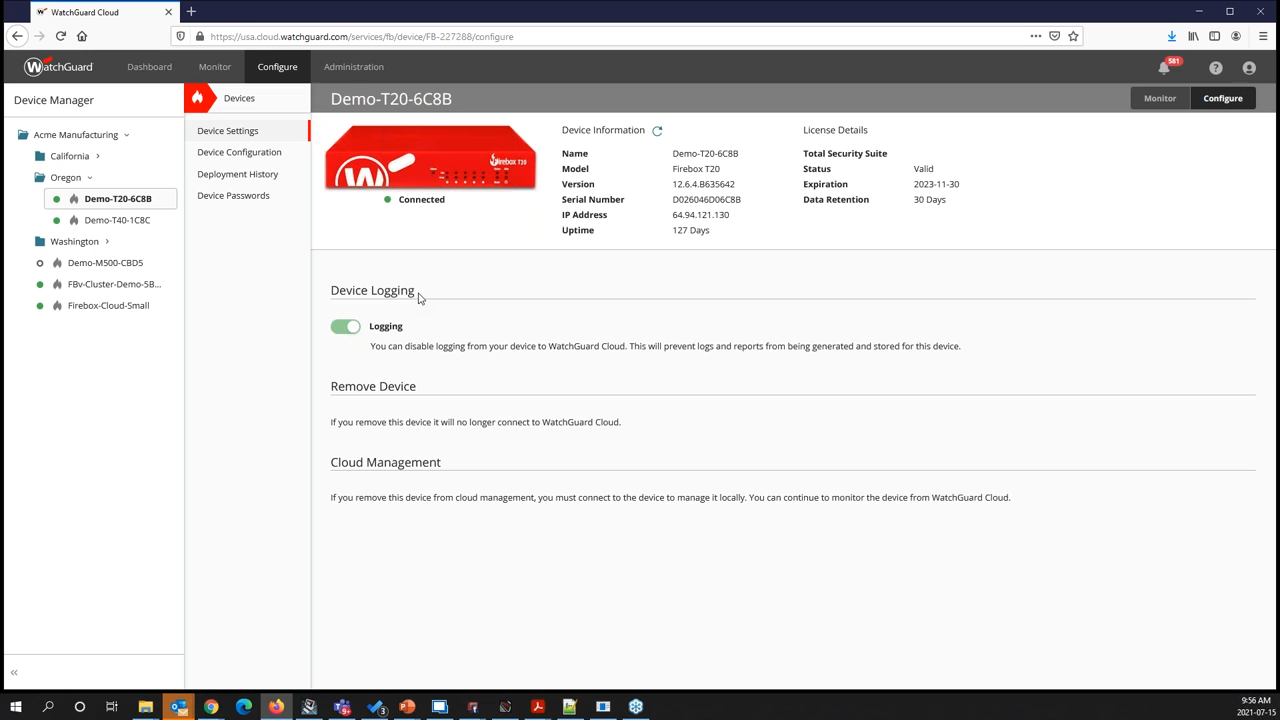 WatchGuard Cloud
https://usa.cloud.watchguard.com/services/fb/device/FB-227288/configure
WatchGuard
Dashboard
Monitor
Configure
Administration
581
Device Manager
Devices
Demo-T20-6C8B
Monitor
Configure
Acme Manufacturing
California
Oregon
Demo-T20-6C8B
Demo-T40-1C8C
Washington
Demo-M500-CBD5
FBv-Cluster-Demo-5B...
Firebox-Cloud-Small
Device Settings
Device Configuration
Deployment History
Device Passwords
WatchGuard
Firebox T20
Connected
Device Information
Name Demo-T20-6C8B
Model Firebox T20
Version 12.6.4.B635642
Serial Number D026046D06C8B
IP Address 64.94.121.130
Uptime 127 Days
License Details
Total Security Suite
Status Valid
Expiration 2023-11-30
Data Retention 30 Days
Device Logging
Logging
You can disable logging from your device to WatchGuard Cloud. This will prevent logs and reports from being generated and stored for this device.
Remove Device
If you remove this device it will no longer connect to WatchGuard Cloud.
Cloud Management
If you remove this device from cloud management, you must connect to the device to manage it locally. You can continue to monitor the device from WatchGuard Cloud.
9:56 AM
2021-07-15